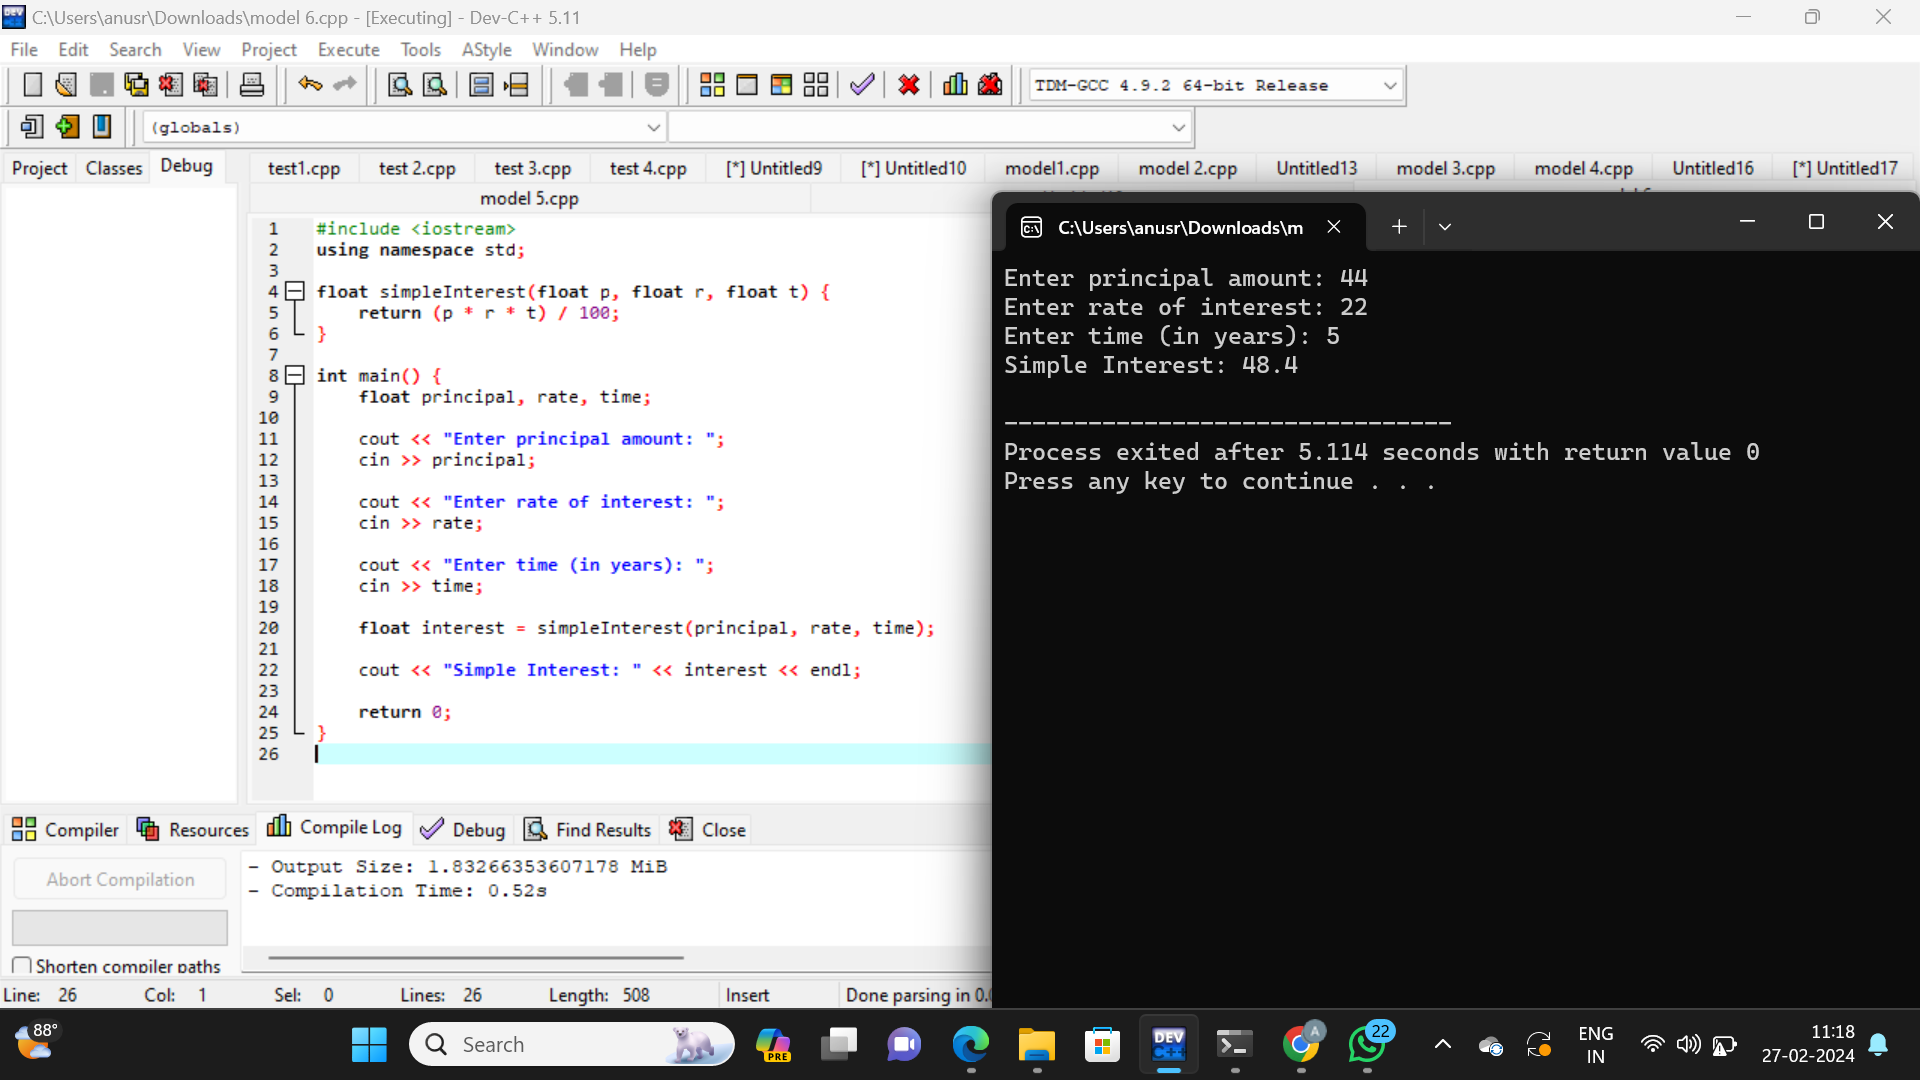 C:\Users\anusr\Downloads\model 6.cpp - [Executing] - Dev-C++ 5.11
File Edit Search View Project Execute Tools AStyle Window Help
TDM-GCC 4.9.2 64-bit Release
(globals)
Project Classes Debug
test1.cpp test 2.cpp test 3.cpp test 4.cpp [*] Untitled9 [*] Untitled10 model1.cpp model 2.cpp Untitled13 model 3.cpp model 4.cpp Untitled16 [*] Untitled17
model 5.cpp
1 #include <iostream>
2 using namespace std;
3
4 float simpleInterest(float p, float r, float t) {
5 return (p * r * t) / 100;
6 }
7
8 int main() {
9 float principal, rate, time;
10
11 cout << "Enter principal amount: ";
12 cin >> principal;
13
14 cout << "Enter rate of interest: ";
15 cin >> rate;
16
17 cout << "Enter time (in years): ";
18 cin >> time;
19
20 float interest = simpleInterest(principal, rate, time);
21
22 cout << "Simple Interest: " << interest << endl;
23
24 return 0;
25 }
26
C:\Users\anusr\Downloads\m
Enter principal amount: 44
Enter rate of interest: 22
Enter time (in years): 5
Simple Interest: 48.4
--------------------------------
Process exited after 5.114 seconds with return value 0
Press any key to continue . . .
Compiler Resources Compile Log Debug Find Results Close
Abort Compilation
- Output Size: 1.83266353607178 MiB
- Compilation Time: 0.52s
Shorten compiler paths
Line: 26 Col: 1 Sel: 0 Lines: 26 Length: 508 Insert Done parsing in 0.0
88°
Search
PRE
DEV C++
A
22
ENG
IN
11:18
27-02-2024